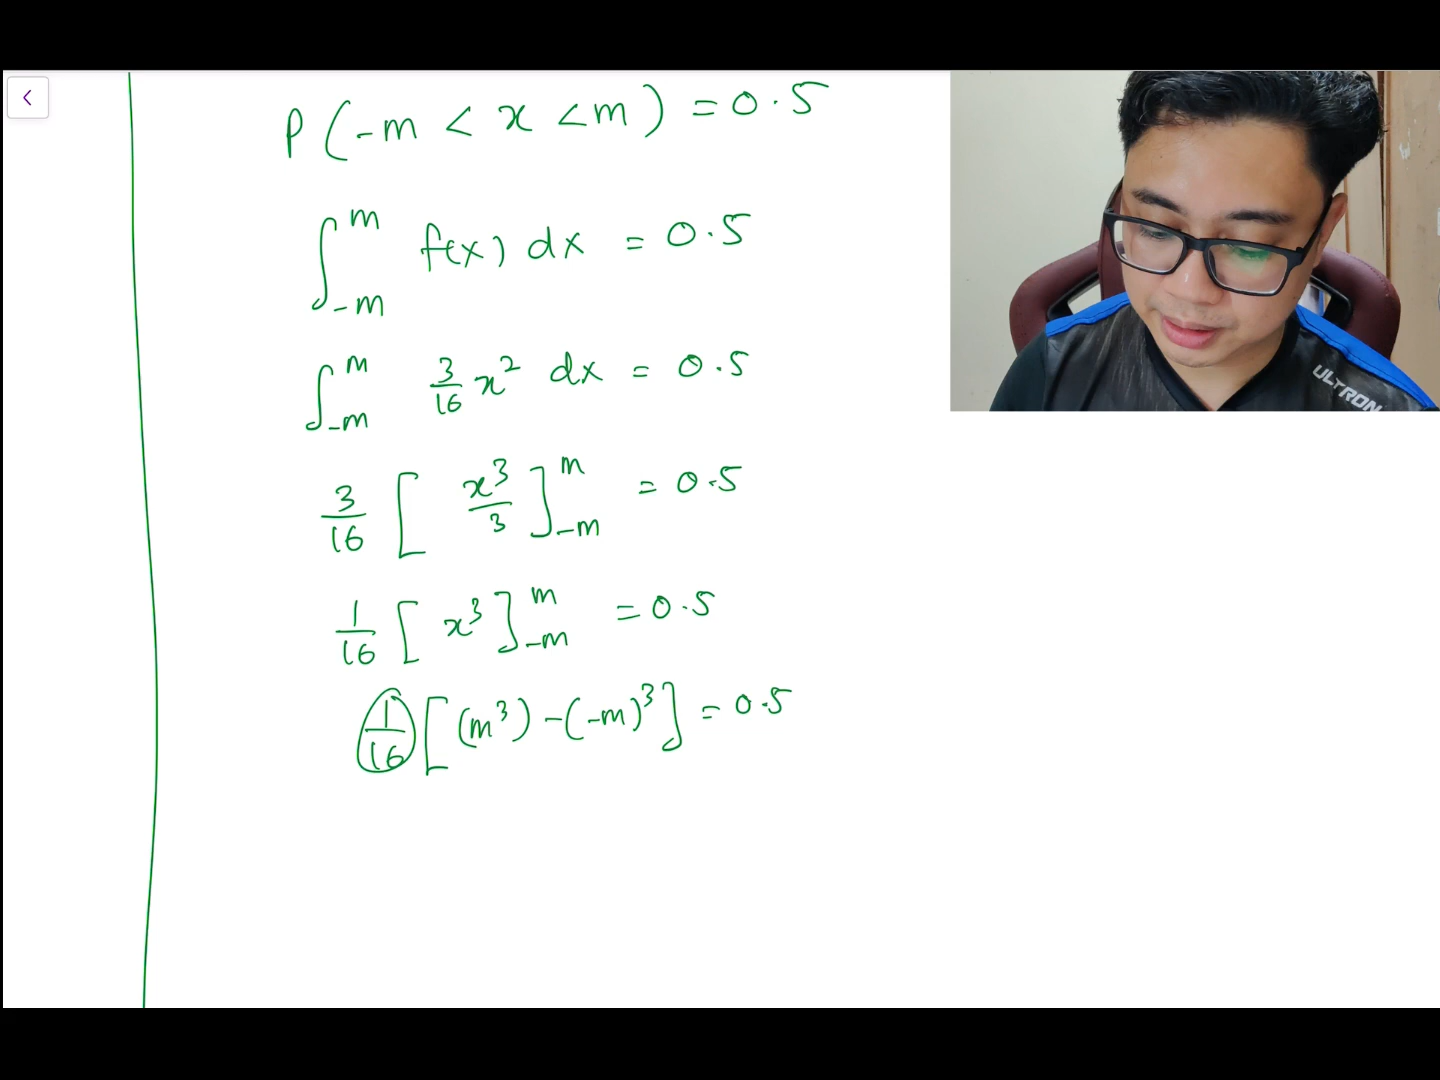 P(-m < x < m) = 0.5
∫_{-m}^{m} f(x) dx = 0.5
∫_{-m}^{m} 3/16 x² dx = 0.5
3/16 [x³/3]_{-m}^{m} = 0.5
1/16 [x³]_{-m}^{m} = 0.5
1/16 [(m³) - (-m)³] = 0.5
ULTRON